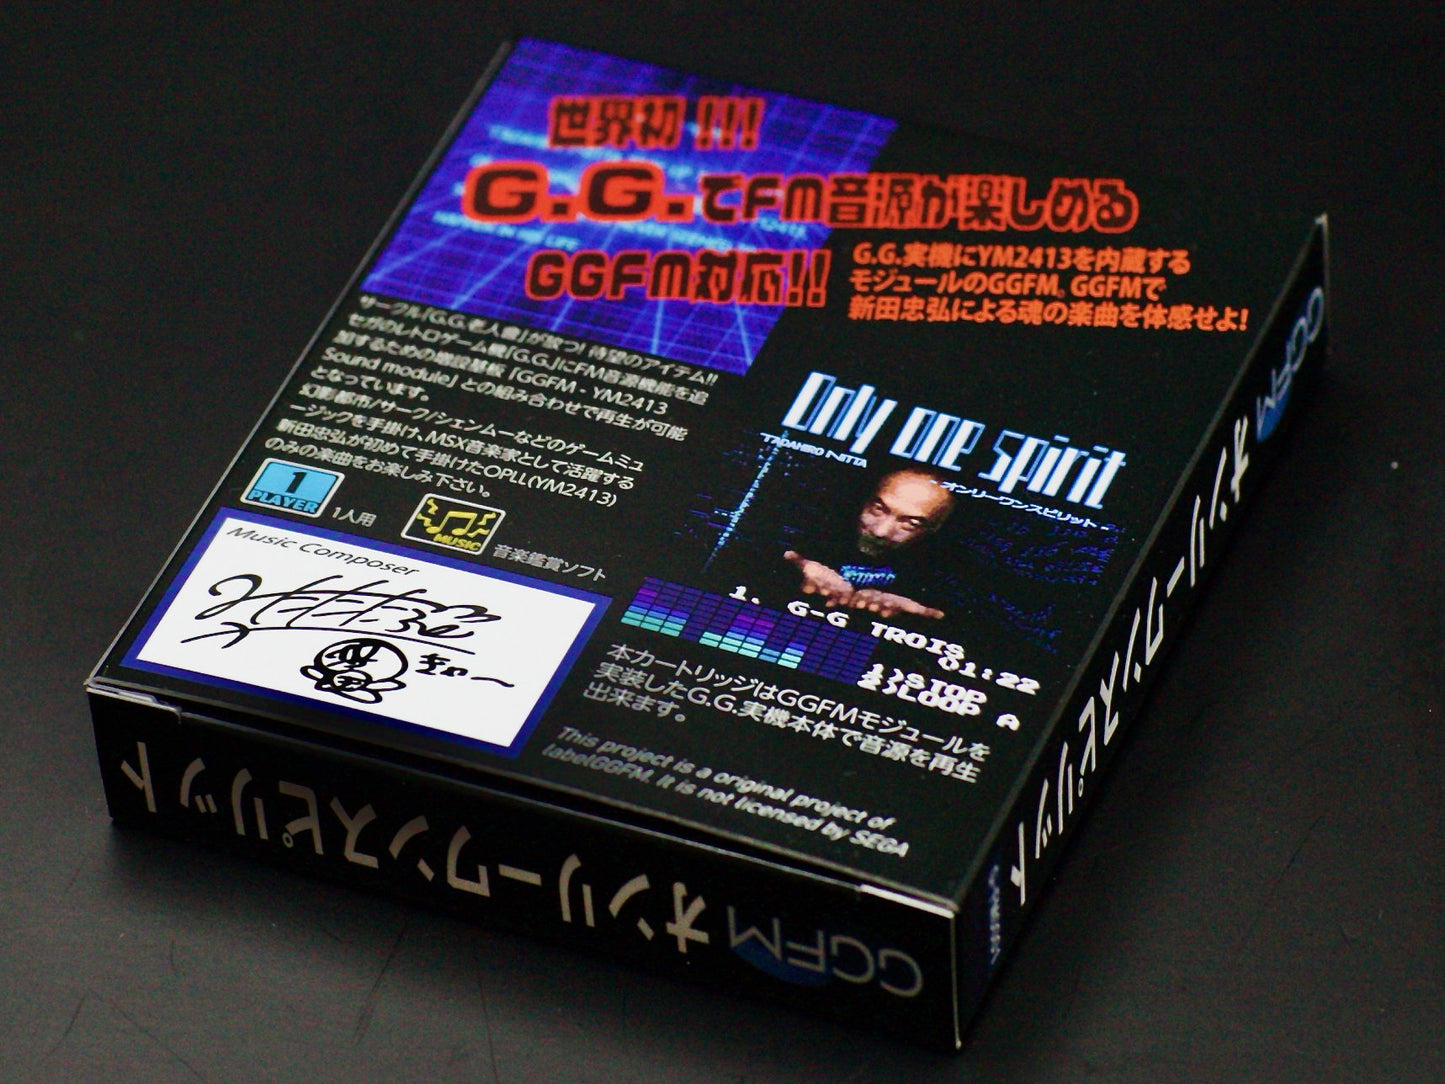 世界初!!!
G.G.でFM音源が楽しめる
GGFM対応!!
G.G.実機にYM2413を内蔵する
モジュールのGGFM。GGFMで
新田忠弘による魂の楽曲を体感せよ!
サークル「G.G.老人會」が放つ!待望のアイテム!!
セガのレトロゲーム機「G.G.」にFM音源機能を追
加するための増設基板「GGFM - YM2413
Sound module」との組み合わせで再生が可能
となっています。
幻影都市/サーク/シェンムーなどのゲームミュ
ージックを手掛け、MSX音楽家として活躍する
新田忠弘が初めて手掛けたOPLL(YM2413)
のみの楽曲をお楽しみ下さい。
1
PLAYER
1人用
MUSIC
音楽鑑賞ソフト
Music Composer
Only one spirit
TADAHIRO NITTA
- オンリーワンスピリット -
1. G-G TROIS
01:22
1>STOP
2>LOOP A
本カートリッジはGGFMモジュールを
実装したG.G.実機本体で音源を再生
出来ます。
This project is a original project of
labelGGFM. It is not licensed by SEGA
GGFM オンリーワンスピリット
GGFM オンリーワンスピリット